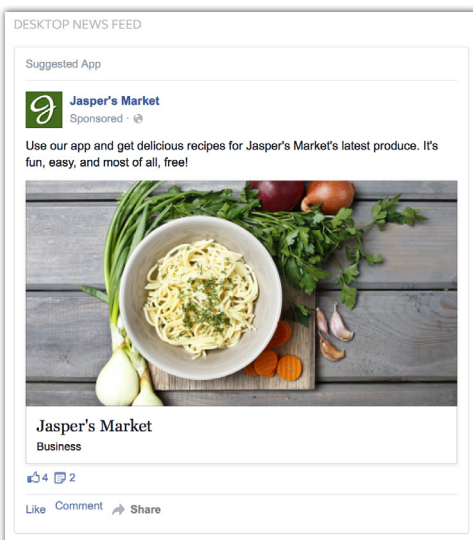 DESKTOP NEWS FEED
Suggested App
Jasper's Market
Sponsored ·
Use our app and get delicious recipes for Jasper's Market's latest produce. It's
fun, easy, and most of all, free!
Jasper's Market
Business
4 2
Like Comment Share